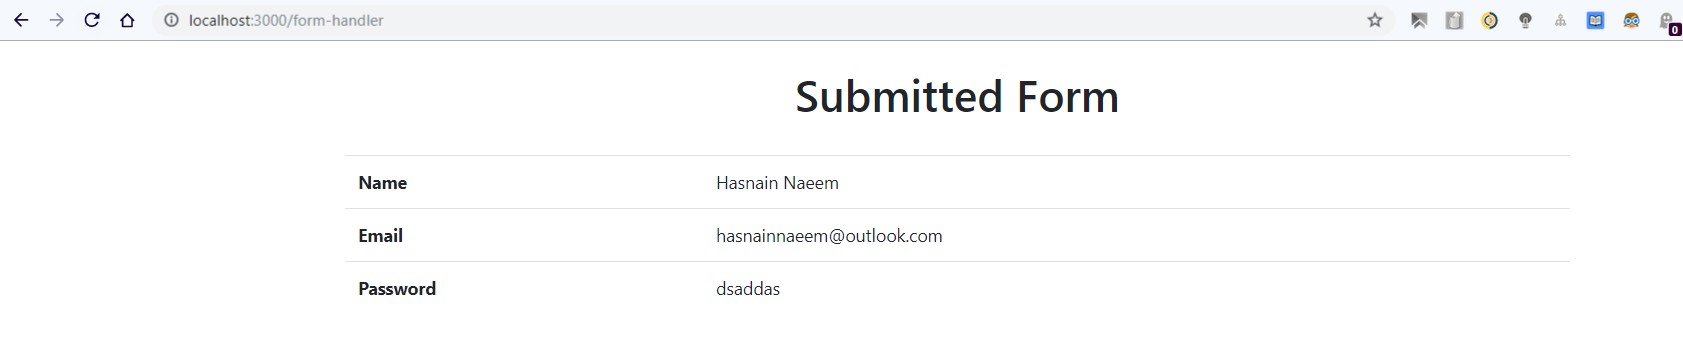 localhost:3000/form-handler
0
Submitted Form
Name Hasnain Naeem
Email hasnainnaeem@outlook.com
Password dsaddas